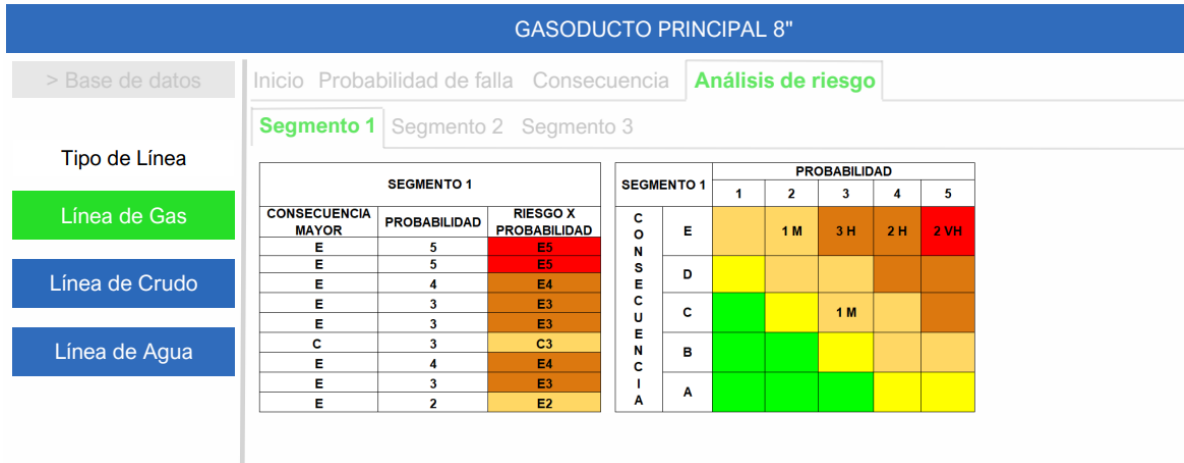 GASODUCTO PRINCIPAL 8"
> Base de datos
Inicio Probabilidad de falla Consecuencia Análisis de riesgo
Segmento 1 Segmento 2 Segmento 3
Tipo de Línea
Línea de Gas
Línea de Crudo
Línea de Agua
SEGMENTO 1
CONSECUENCIA MAYOR PROBABILIDAD RIESGO X PROBABILIDAD
E 5 E5
E 5 E5
E 4 E4
E 3 E3
E 3 E3
C 3 C3
E 4 E4
E 3 E3
E 2 E2
SEGMENTO 1 PROBABILIDAD
1 2 3 4 5
CONSECUENCIA
E 1 M 3 H 2 H 2 VH
D
C 1 M
B
A